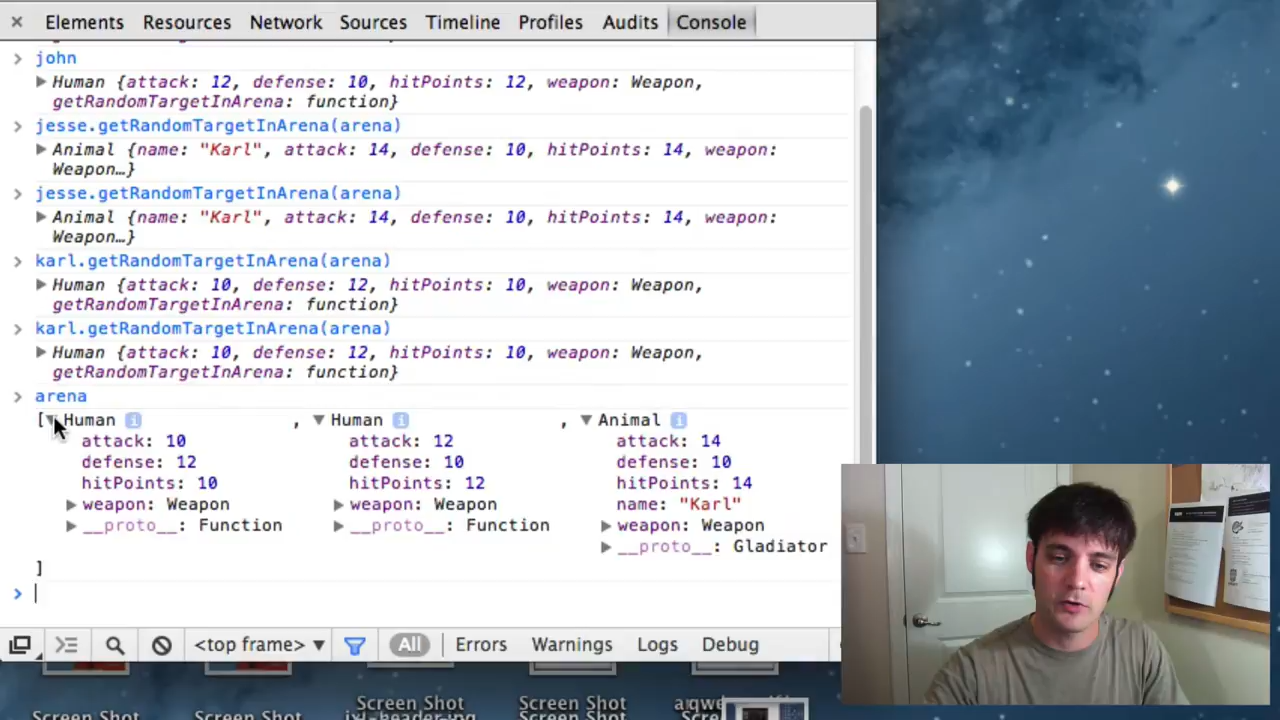 × Elements Resources Network Sources Timeline Profiles Audits Console
> john
▶ Human {attack: 12, defense: 10, hitPoints: 12, weapon: Weapon,
getRandomTargetInArena: function}
> jesse.getRandomTargetInArena(arena)
▶ Animal {name: "Karl", attack: 14, defense: 10, hitPoints: 14, weapon:
Weapon…}
> jesse.getRandomTargetInArena(arena)
▶ Animal {name: "Karl", attack: 14, defense: 10, hitPoints: 14, weapon:
Weapon…}
> karl.getRandomTargetInArena(arena)
▶ Human {attack: 10, defense: 12, hitPoints: 10, weapon: Weapon,
getRandomTargetInArena: function}
> karl.getRandomTargetInArena(arena)
▶ Human {attack: 10, defense: 12, hitPoints: 10, weapon: Weapon,
getRandomTargetInArena: function}
> arena
[▼ Human i , ▼ Human i , ▼ Animal i
attack: 10 attack: 12 attack: 14
defense: 12 defense: 10 defense: 10
hitPoints: 10 hitPoints: 12 hitPoints: 14
▶ weapon: Weapon ▶ weapon: Weapon name: "Karl"
▶ __proto__: Function ▶ __proto__: Function ▶ weapon: Weapon
▶ __proto__: Gladiator
]
>
<top frame> ▼ All Errors Warnings Logs Debug
Screen Shot Screen Shot
Screen Shot Screen Shot Screen Shot Screen